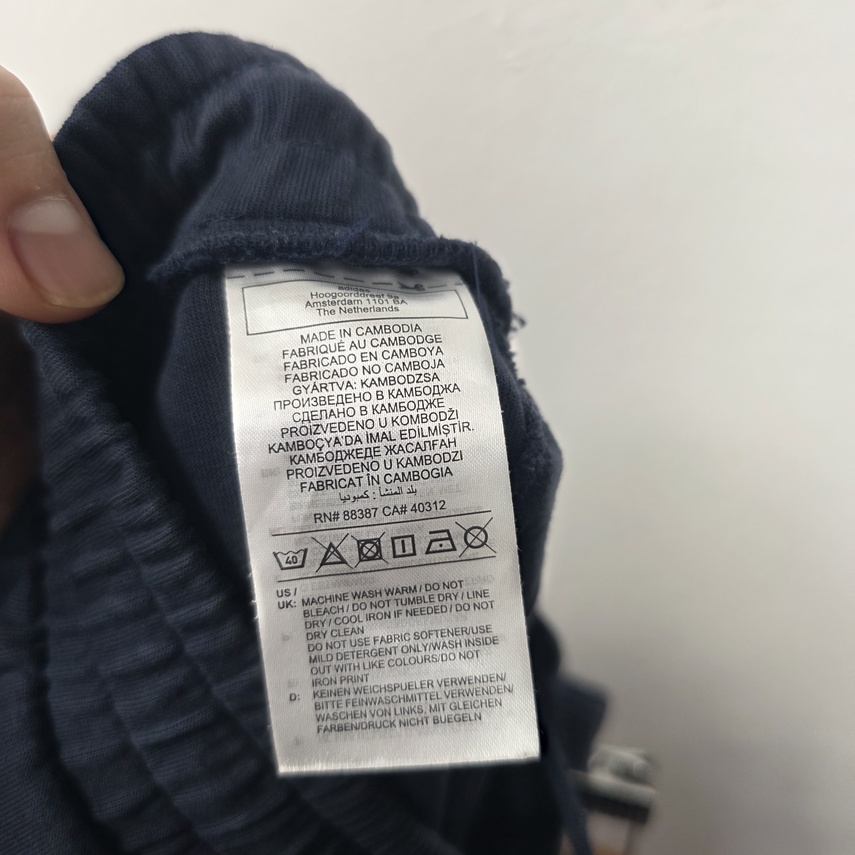 adidas
Hoogoorddreef 9a
Amsterdam 1101 BA
The Netherlands
MADE IN CAMBODIA
FABRIQUÉ AU CAMBODGE
FABRICADO EN CAMBOYA
FABRICADO NO CAMBOJA
GYÁRTVA: KAMBODZSA
ПРОИЗВЕДЕНО В КАМБОДЖА
СДЕЛАНО В КАМБОДЖЕ
PROIZVEDENO U KOMBODŽI
KAMBOÇYA'DA İMAL EDİLMİŞTİR.
КАМБОДЖЕДЕ ЖАСАЛҒАН
PROIZVEDENO U KAMBODZI
FABRICAT ÎN CAMBOGIA
بلد المنشأ : كمبوديا
RN# 88387 CA# 40312
40
US /
UK: MACHINE WASH WARM / DO NOT
BLEACH / DO NOT TUMBLE DRY / LINE
DRY / COOL IRON IF NEEDED / DO NOT
DRY CLEAN
DO NOT USE FABRIC SOFTENER/USE
MILD DETERGENT ONLY/WASH INSIDE
OUT WITH LIKE COLOURS/DO NOT
IRON PRINT
D: KEINEN WEICHSPUELER VERWENDEN/
BITTE FEINWASCHMITTEL VERWENDEN/
WASCHEN VON LINKS, MIT GLEICHEN
FARBEN/DRUCK NICHT BUEGELN